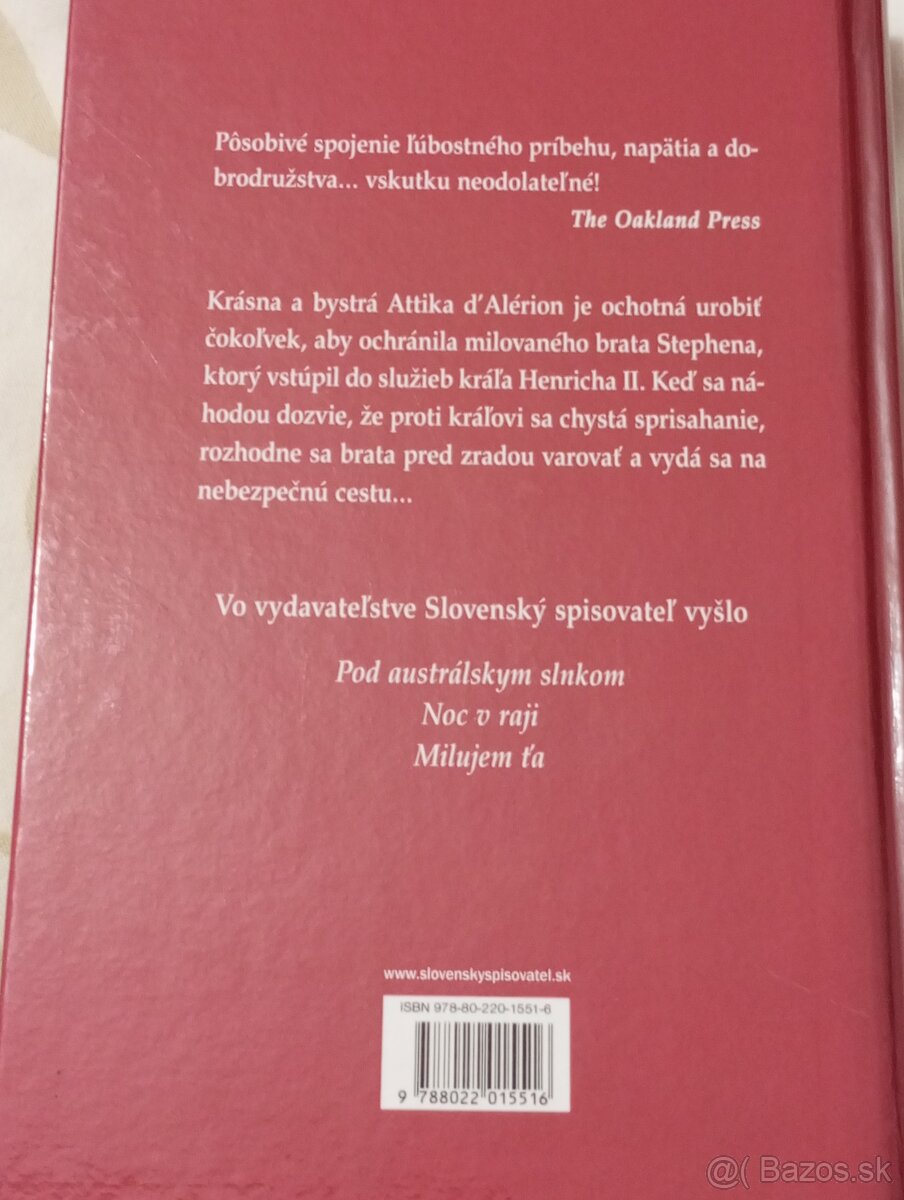 Pôsobivé spojenie ľúbostného príbehu, napätia a do-
brodružstva... vskutku neodolateľné!
The Oakland Press
Krásna a bystrá Attika d'Alérion je ochotná urobiť
čokoľvek, aby ochránila milovaného brata Stephena,
ktorý vstúpil do služieb kráľa Henricha II. Keď sa ná-
hodou dozvie, že proti kráľovi sa chystá sprisahanie,
rozhodne sa brata pred zradou varovať a vydá sa na
nebezpečnú cestu...
Vo vydavateľstve Slovenský spisovateľ vyšlo
Pod austrálskym slnkom
Noc v raji
Milujem ťa
www.slovenskyspisovatel.sk
ISBN 978-80-220-1551-6
9 788022 015516
@( Bazos.sk